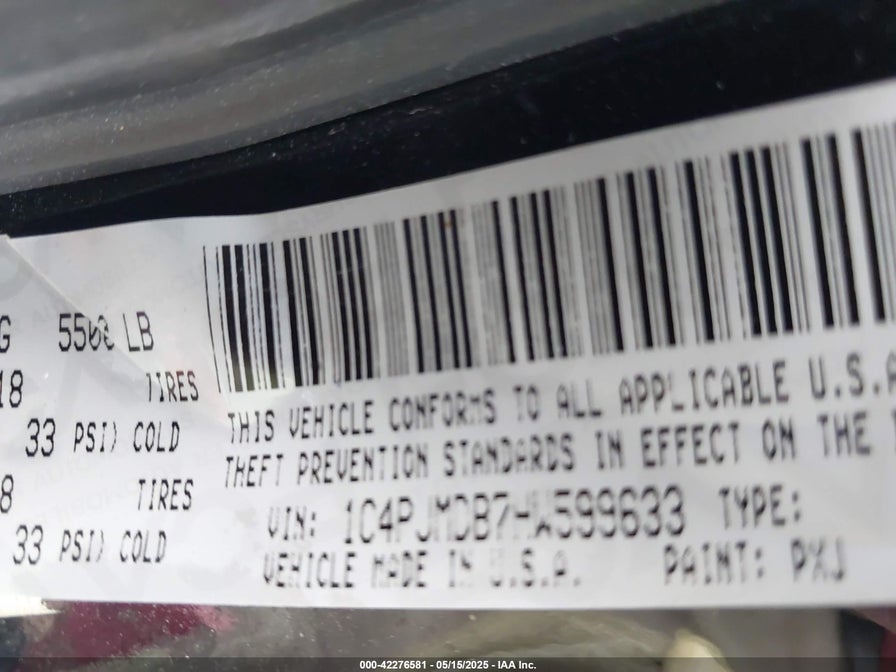 G 5500 LB
18 TIRES
33 PSI) COLD
8 TIRES
33 PSI) COLD
THIS VEHICLE CONFORMS TO ALL APPLICABLE U.S.A
THEFT PREVENTION STANDARDS IN EFFECT ON THE
VIN: 1C4PJMDB7HW599633 TYPE:
VEHICLE MADE IN U.S.A. PAINT: PXJ
000-42276581 - 05/15/2025 - IAA Inc.